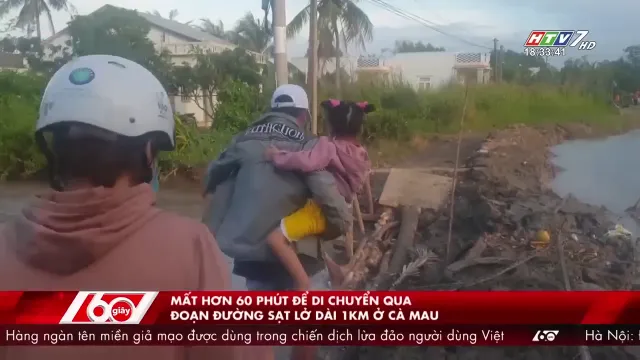 HTV7 HD
18:33:41
MẤT HƠN 60 PHÚT ĐỂ DI CHUYỂN QUA
ĐOẠN ĐƯỜNG SẠT LỞ DÀI 1KM Ở CÀ MAU
60 giây
Hàng ngàn tên miền giả mạo được dùng trong chiến dịch lừa đảo người dùng Việt
60
Hà Nội: